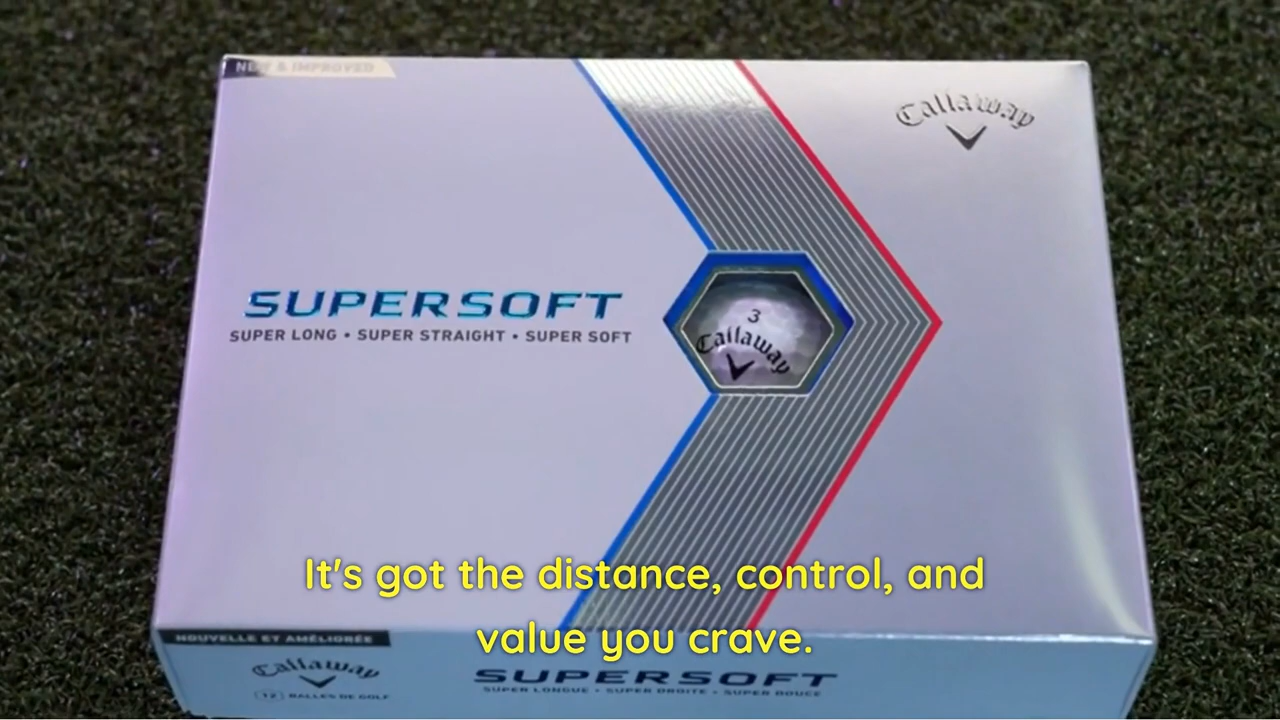 NEW & IMPROVED
Callaway
SUPERSOFT
SUPER LONG • SUPER STRAIGHT • SUPER SOFT
3
Callaway
It's got the distance, control, and
value you crave.
NOUVELLE ET AMÉLIORÉE
Callaway
12 BALLES DE GOLF
SUPERSOFT
SUPER LONGUE • SUPER DROITE • SUPER DOUCE